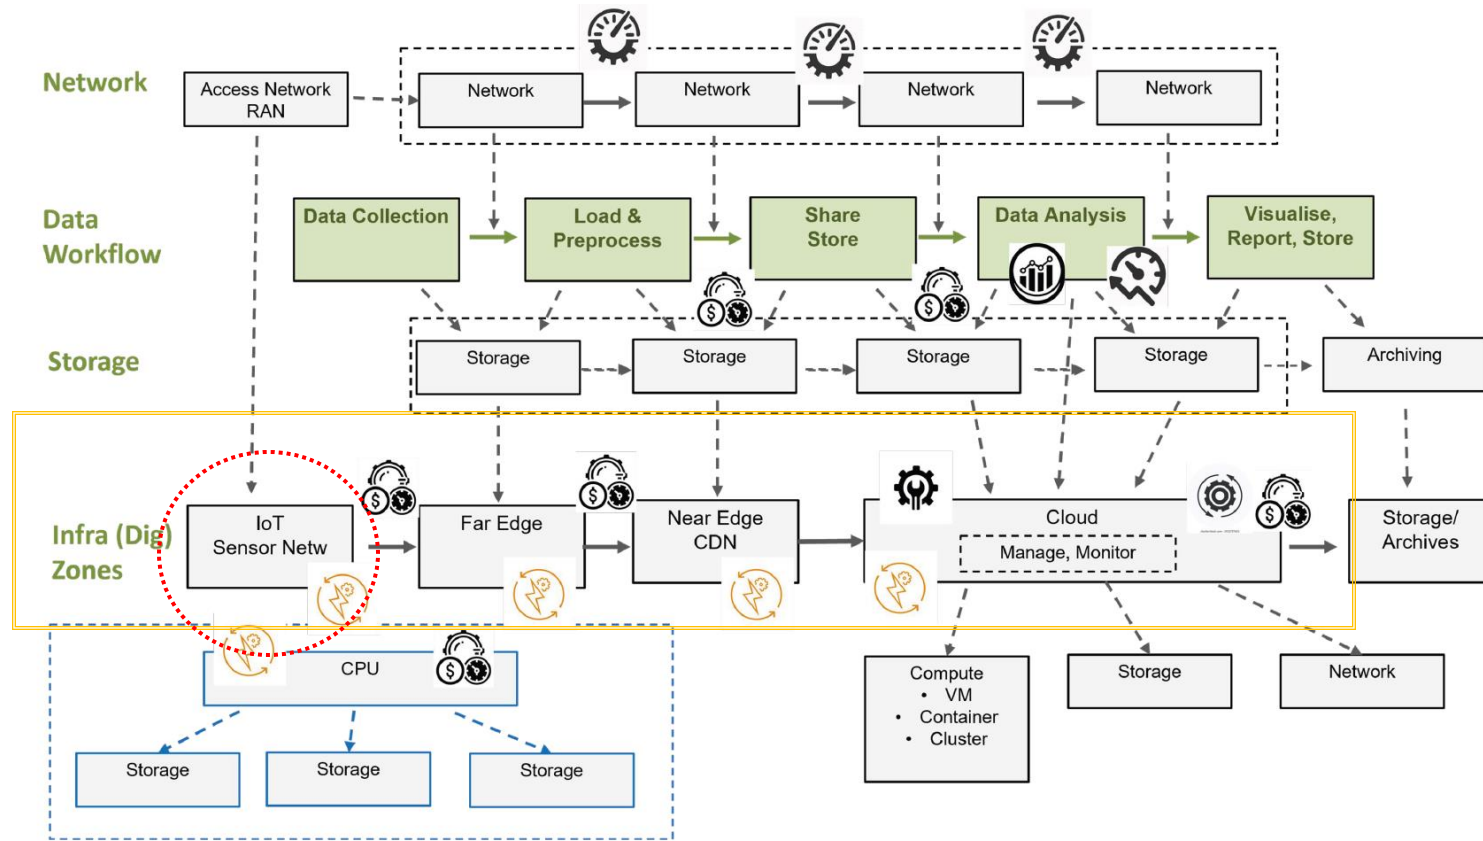 Network
Access Network
RAN
Network
Network
Network
Network
Data
Workflow
Data Collection
Load &
Preprocess
Share
Store
Data Analysis
Visualise,
Report, Store
$
$
Storage
Storage
Storage
Storage
Storage
Archiving
Infra (Dig)
Zones
IoT
Sensor Netw
$
Far Edge
$
Near Edge
CDN
Cloud
Manage, Monitor
$
Storage/
Archives
CPU
$
Storage
Storage
Storage
Compute
• VM
• Container
• Cluster
Storage
Network